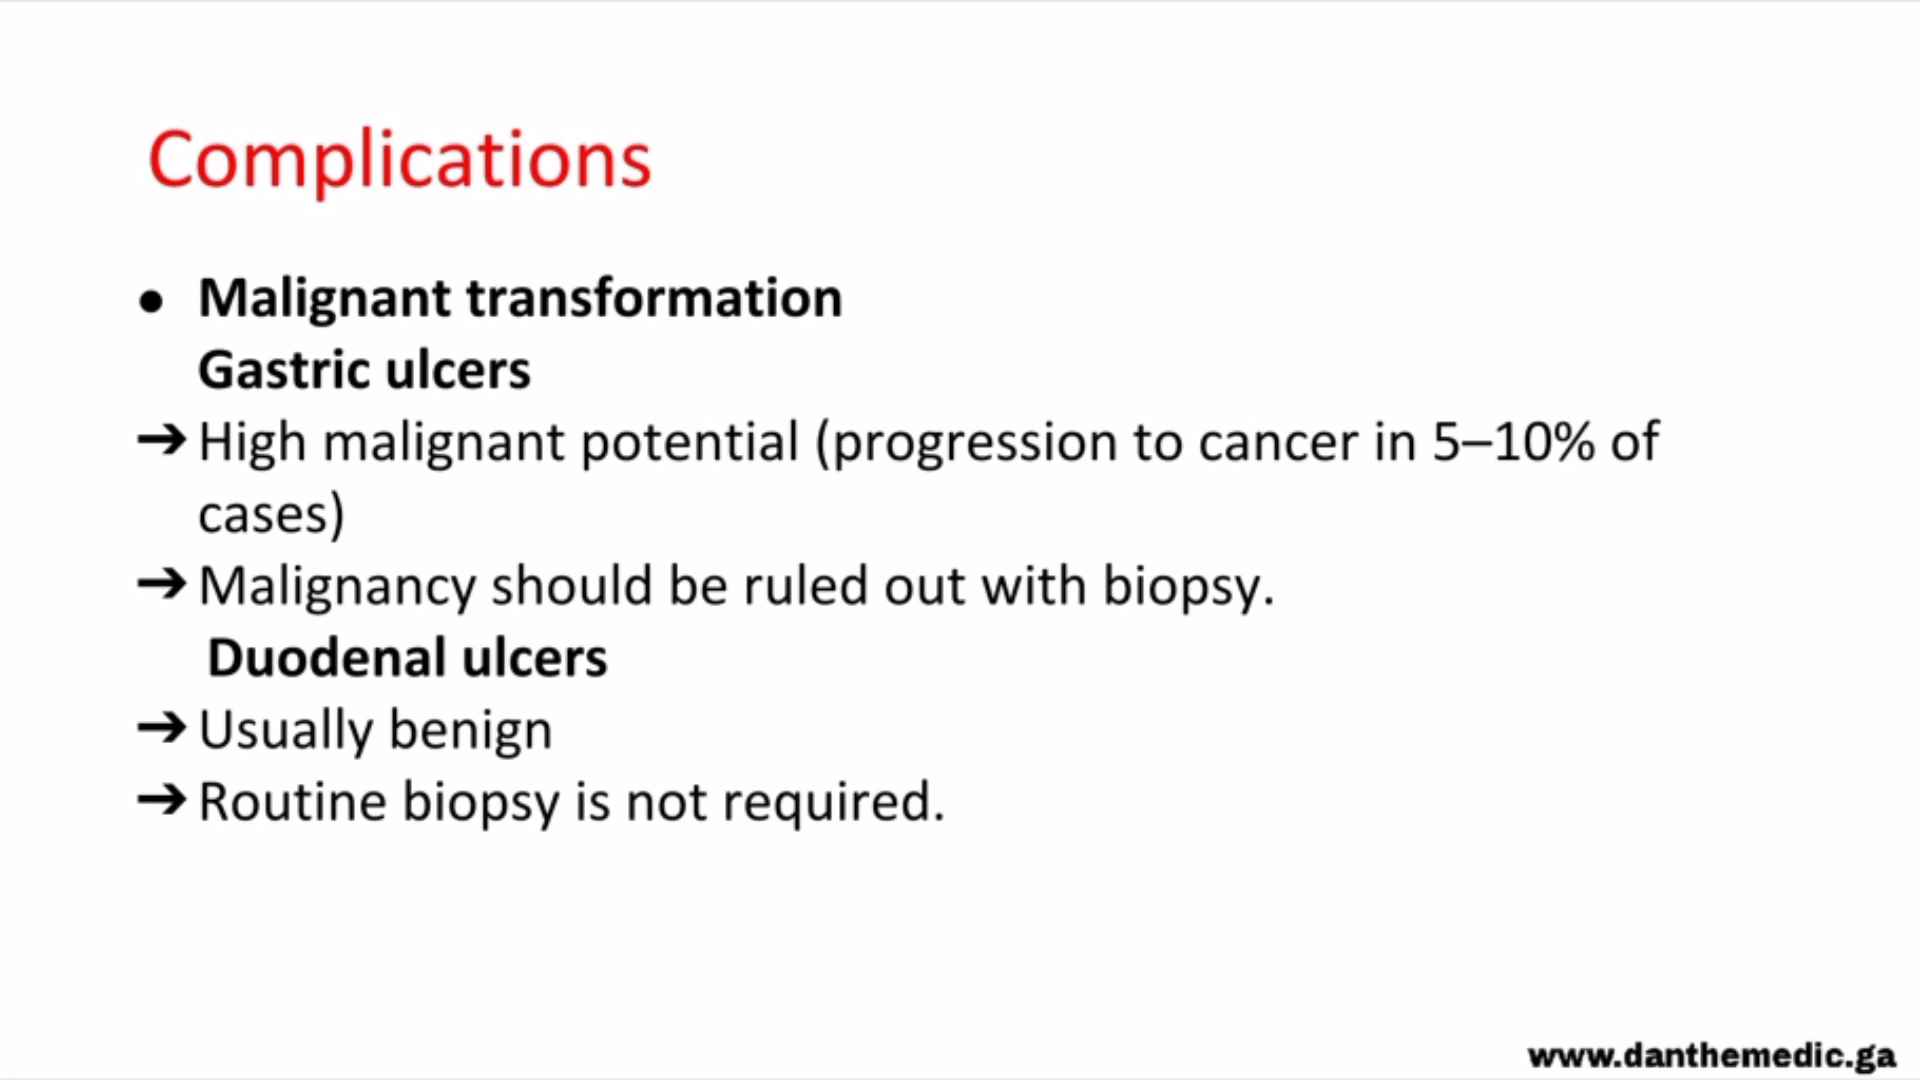 Complications
● Malignant transformation
Gastric ulcers
➔ High malignant potential (progression to cancer in 5–10% of
cases)
➔ Malignancy should be ruled out with biopsy.
Duodenal ulcers
➔ Usually benign
➔ Routine biopsy is not required.
www.danthemedic.ga